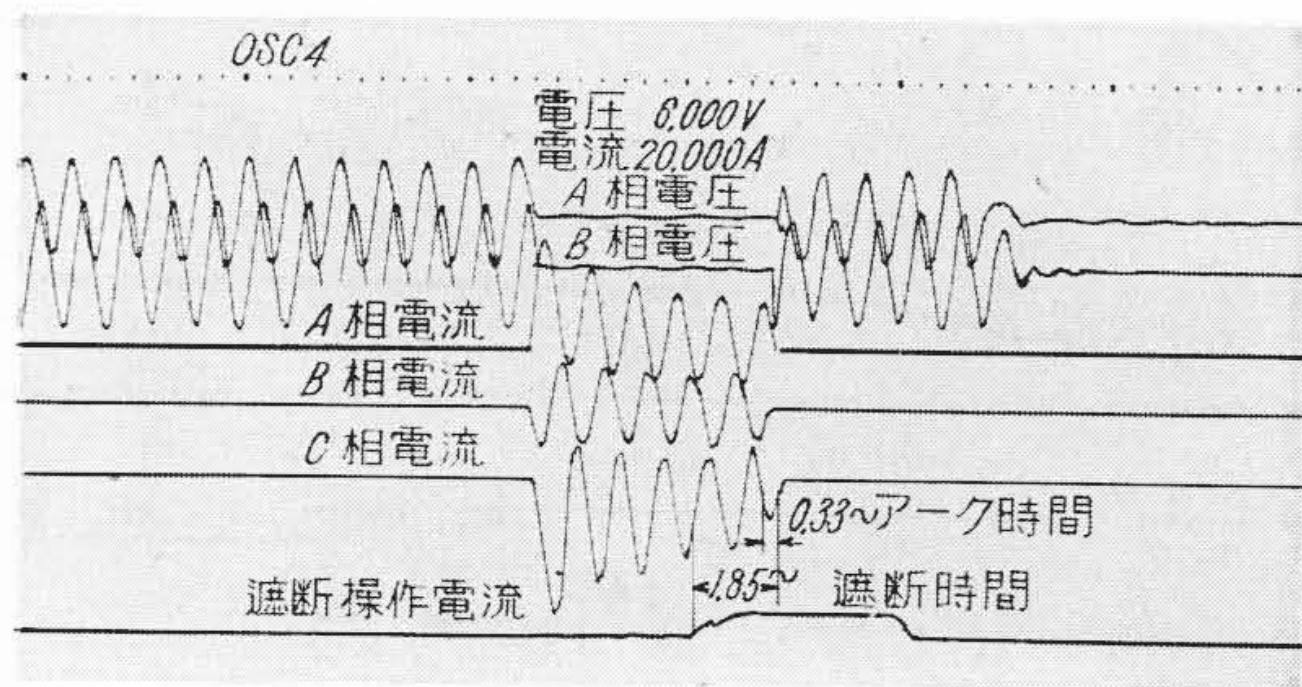 OSC4
電圧 6,000V
電流 20,000A
A 相電圧
B 相電圧
A 相電流
B 相電流
C 相電流
0.33~アーク時間
1.85~ 遮断時間
遮断操作電流